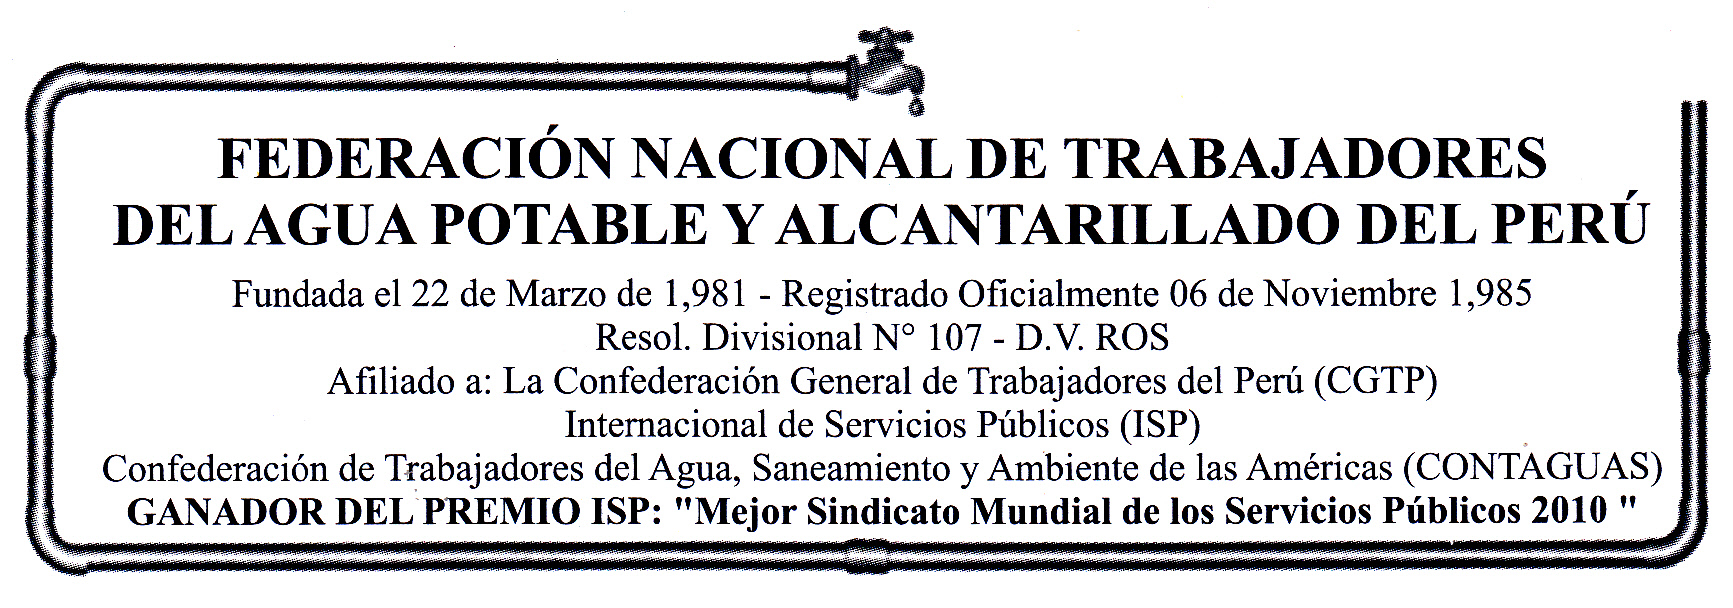 FEDERACIÓN NACIONAL DE TRABAJADORES
DEL AGUA POTABLE Y ALCANTARILLADO DEL PERÚ
Fundada el 22 de Marzo de 1,981 - Registrado Oficialmente 06 de Noviembre 1,985
Resol. Divisional N° 107 - D.V. ROS
Afiliado a: La Confederación General de Trabajadores del Perú (CGTP)
Internacional de Servicios Públicos (ISP)
Confederación de Trabajadores del Agua, Saneamiento y Ambiente de las Américas (CONTAGUAS)
GANADOR DEL PREMIO ISP: "Mejor Sindicato Mundial de los Servicios Públicos 2010 "